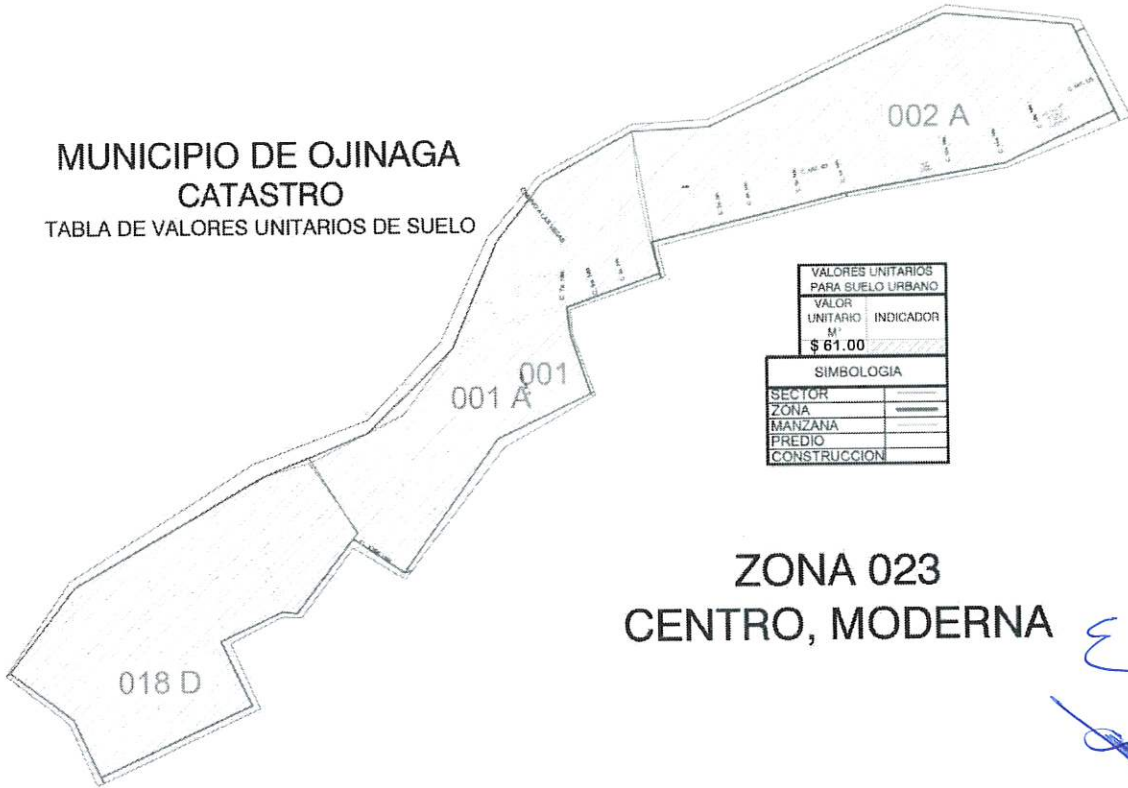 MUNICIPIO DE OJINAGA
CATASTRO
TABLA DE VALORES UNITARIOS DE SUELO
002 A
001
001 A
018 D
VALORES UNITARIOS
PARA SUELO URBANO
VALOR
UNITARIO
M²
INDICADOR
$ 61.00
SIMBOLOGIA
SECTOR
ZONA
MANZANA
PREDIO
CONSTRUCCION
ZONA 023
CENTRO, MODERNA